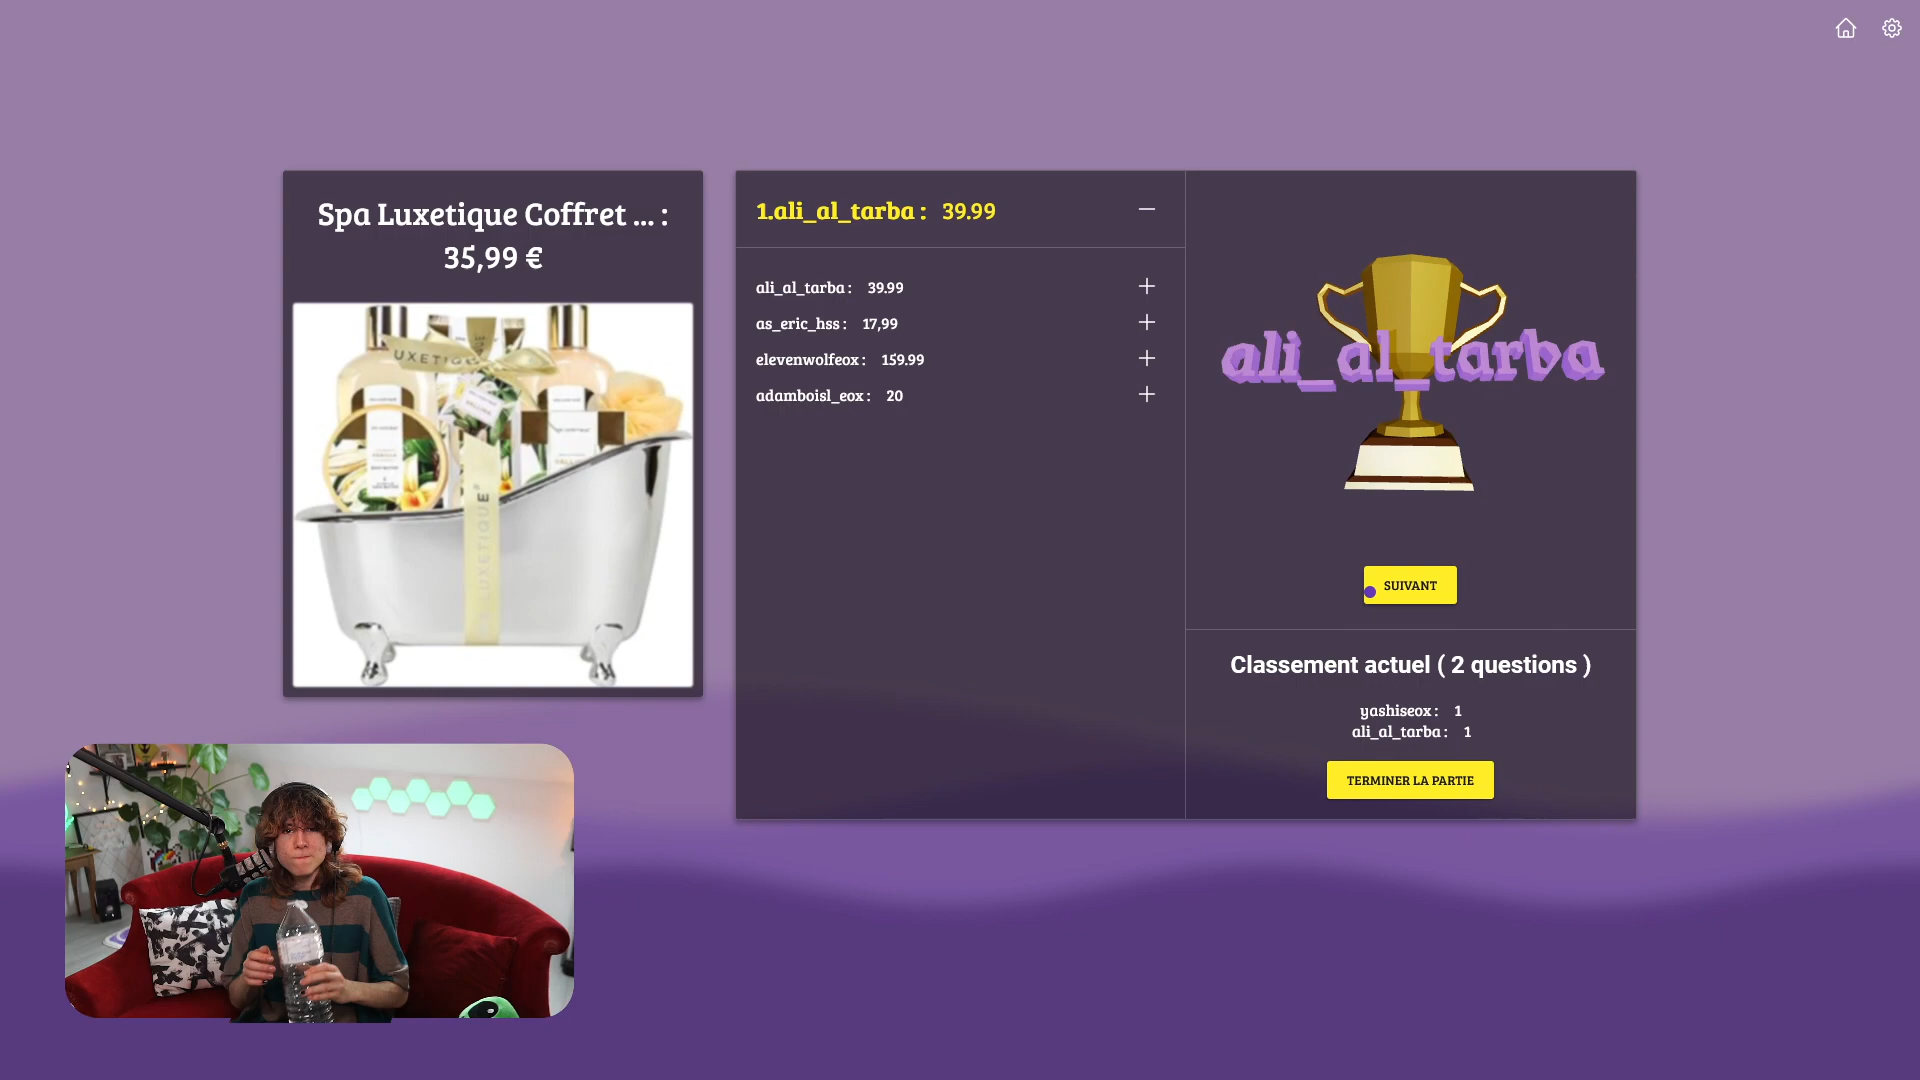 Spa Luxetique Coffret ... :
35,99 €
UXETIQUE
LUXETIQUE
1.ali_al_tarba : 39.99
ali_al_tarba : 39.99
as_eric_hss : 17,99
elevenwolfeox : 159.99
adamboisl_eox : 20
ali_al_tarba
SUIVANT
Classement actuel ( 2 questions )
yashiseox : 1
ali_al_tarba : 1
TERMINER LA PARTIE